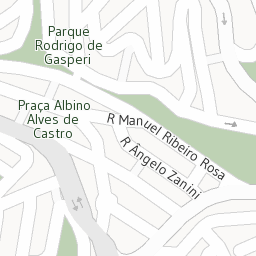 Parque
Rodrigo de
Gasperi
Praça Albino
Alves de
Castro
R Manuel Ribeiro Rosa
R Ângelo Zanini